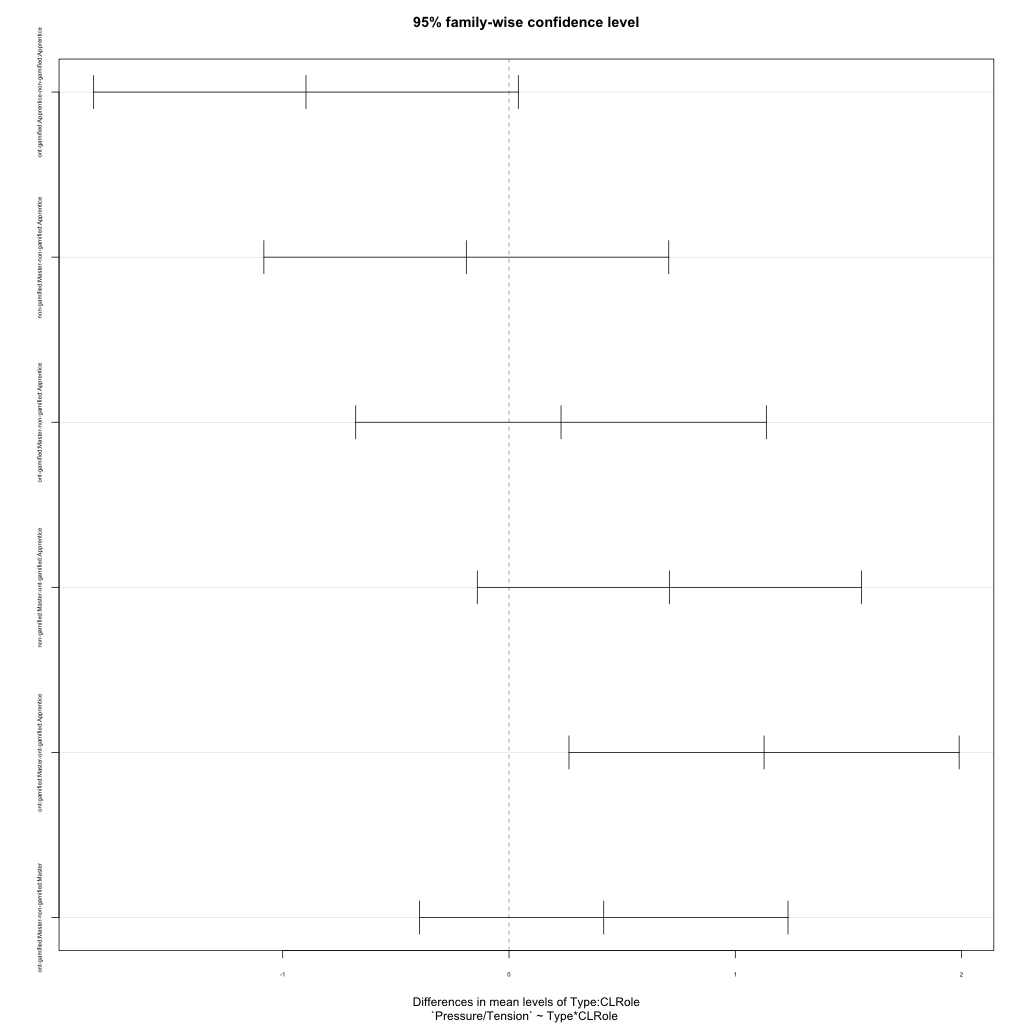 95% family-wise confidence level
ont-gamified:Apprentice-non-gamified:Apprentice
non-gamified:Master-non-gamified:Apprentice
ont-gamified:Master-non-gamified:Apprentice
non-gamified:Master-ont-gamified:Apprentice
ont-gamified:Master-ont-gamified:Apprentice
ont-gamified:Master-non-gamified:Master
-1 0 1 2
Differences in mean levels of Type:CLRole
`Pressure/Tension` ~ Type*CLRole